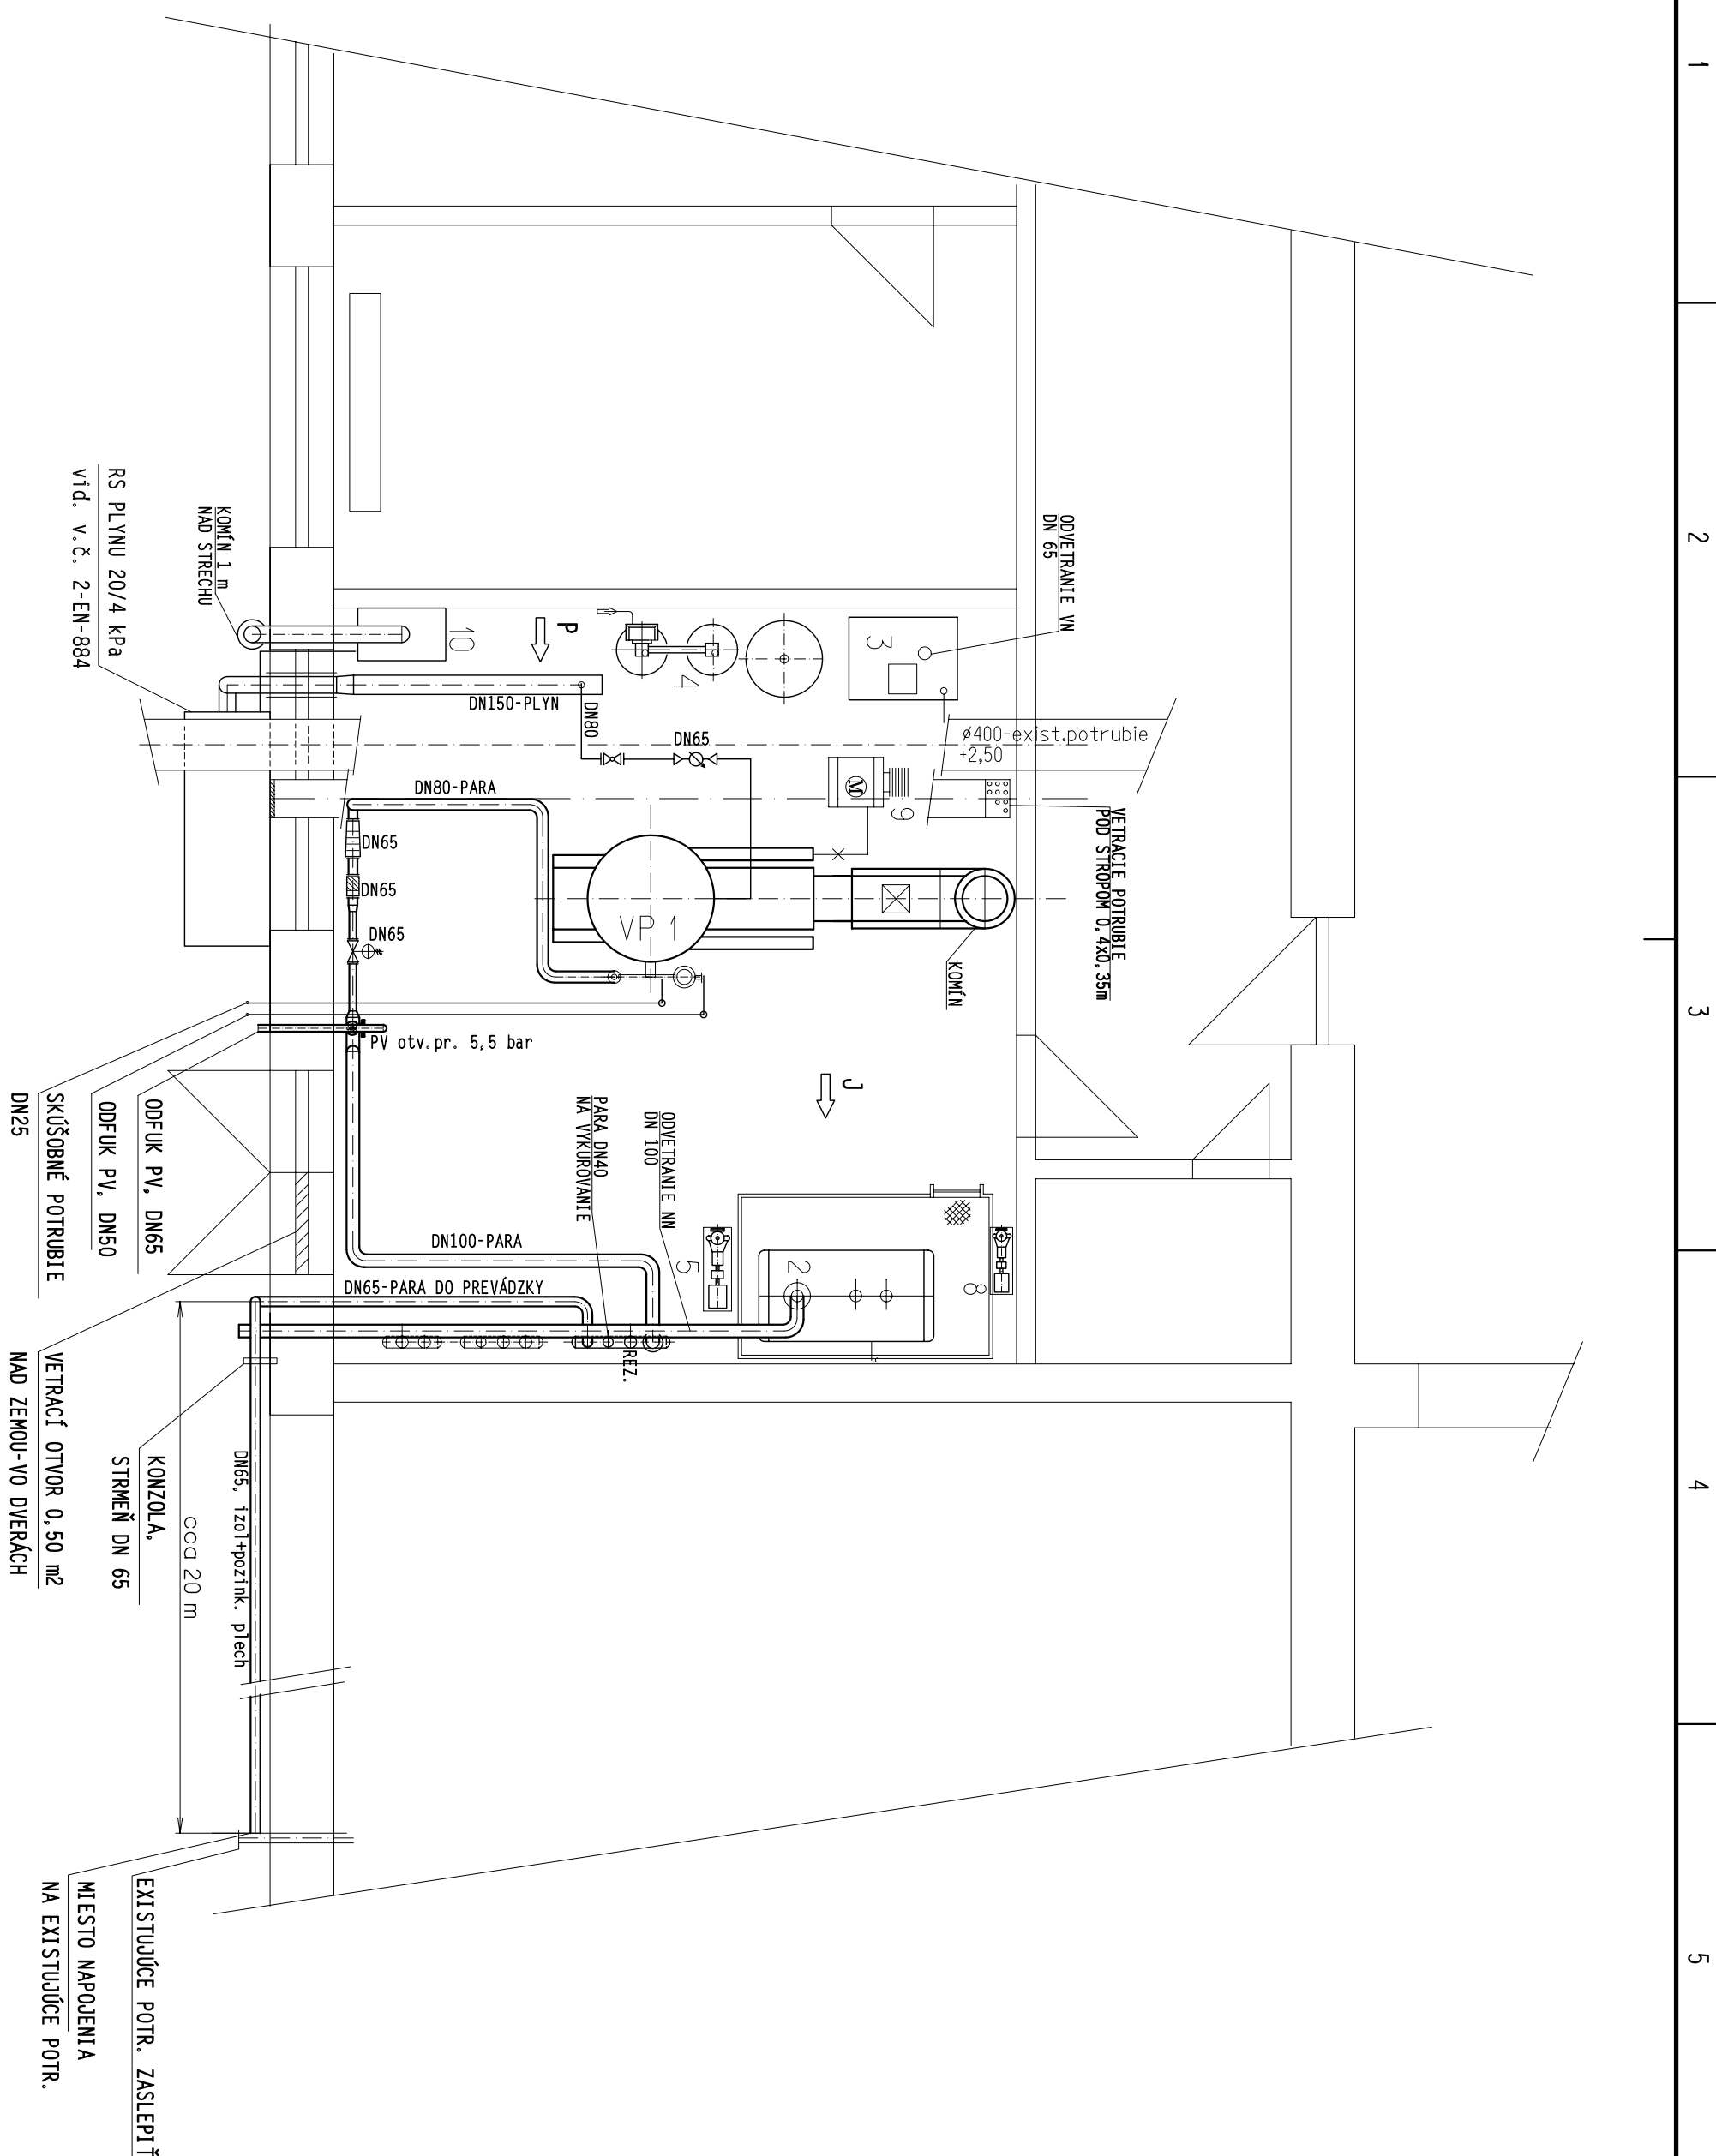 1
2
3
4
5
ODVETRANIE VN
DN 65
KOMÍN 1 m
NAD STRECHU
RS PLYNU 20/4 kPa
viď. v.č. 2-EN-884
10
P
4
3
DN150-PLYN
DN80
DN65
ø400-exist.potrubie
+2,50
DN80-PARA
M
9
VETRACIE POTRUBIE
POD STROPOM 0,4x0,35m
DN65
DN65
DN65
VP 1
KOMÍN
PV otv.pr. 5,5 bar
J
ODFUK PV, DN65
ODFUK PV, DN50
SKÚŠOBNÉ POTRUBIE
DN25
PARA DN40
NA VYKUROVANIE
ODVETRANIE NN
DN 100
DN100-PARA
5
2
8
DN65-PARA DO PREVÁDZKY
REZ.
VETRACÍ OTVOR 0,50 m2
NAD ZEMOU-VO DVERÁCH
KONZOLA,
STRMEŇ DN 65
DN65, izol+pozink. plech
cca 20 m
EXISTUJÚCE POTR. ZASLEPIŤ
MIESTO NAPOJENIA
NA EXISTUJÚCE POTR.